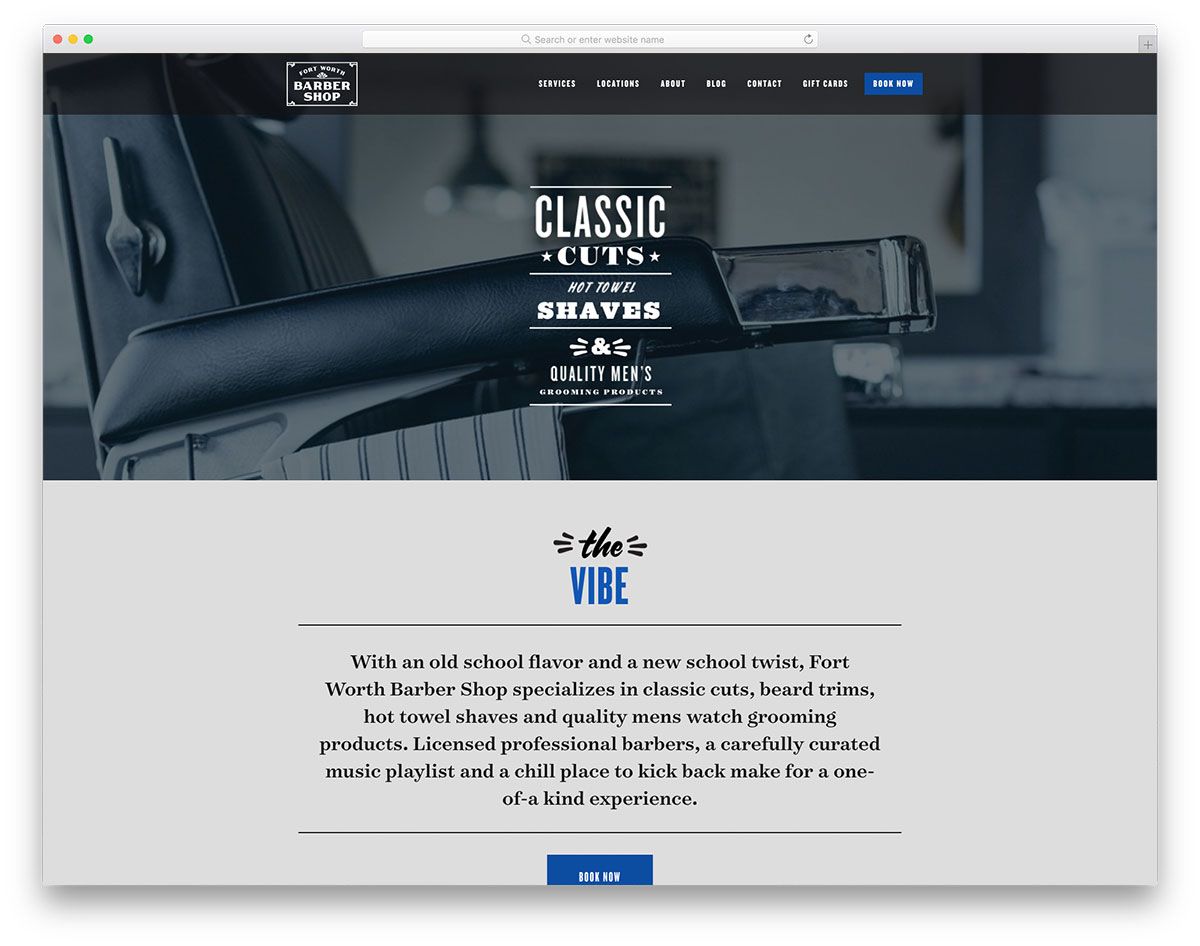 Search or enter website name
FORT WORTH
BARBER
SHOP
SERVICES LOCATIONS ABOUT BLOG CONTACT GIFT CARDS BOOK NOW
CLASSIC
CUTS
HOT TOWEL
SHAVES
&
QUALITY MEN'S
GROOMING PRODUCTS
the
VIBE
With an old school flavor and a new school twist, Fort
Worth Barber Shop specializes in classic cuts, beard trims,
hot towel shaves and quality mens watch grooming
products. Licensed professional barbers, a carefully curated
music playlist and a chill place to kick back make for a one-
of-a kind experience.
BOOK NOW